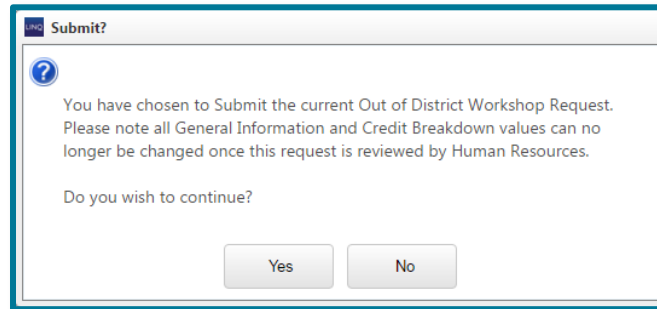 LINQ Submit?
?
You have chosen to Submit the current Out of District Workshop Request.
Please note all General Information and Credit Breakdown values can no
longer be changed once this request is reviewed by Human Resources.
Do you wish to continue?
Yes No